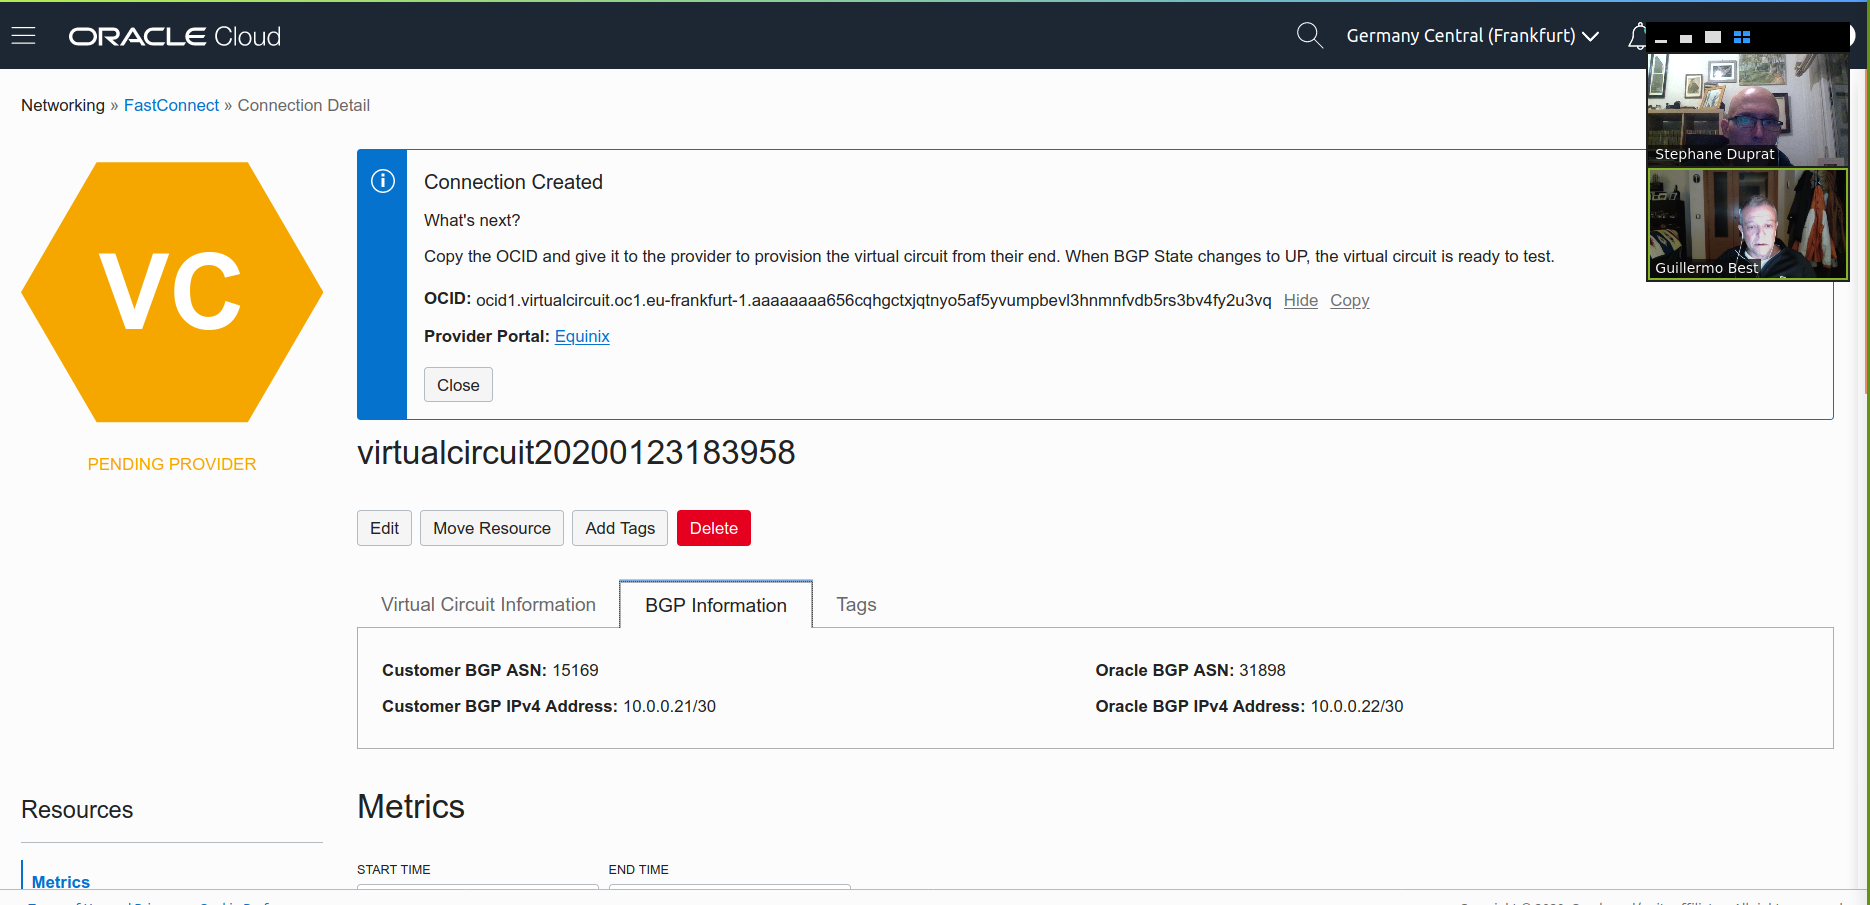 ORACLE Cloud
Germany Central (Frankfurt)
Networking » FastConnect » Connection Detail
Stephane Duprat
Guillermo Best
VC
PENDING PROVIDER
Connection Created
What's next?
Copy the OCID and give it to the provider to provision the virtual circuit from their end. When BGP State changes to UP, the virtual circuit is ready to test.
OCID: ocid1.virtualcircuit.oc1.eu-frankfurt-1.aaaaaaaa656cqhgctxjqtnyo5af5yvumpbevl3hnmnfvdb5rs3bv4fy2u3vq Hide Copy
Provider Portal: Equinix
Close
virtualcircuit20200123183958
Edit Move Resource Add Tags Delete
Virtual Circuit Information BGP Information Tags
Customer BGP ASN: 15169 Oracle BGP ASN: 31898
Customer BGP IPv4 Address: 10.0.0.21/30 Oracle BGP IPv4 Address: 10.0.0.22/30
Resources
Metrics
Metrics
START TIME END TIME